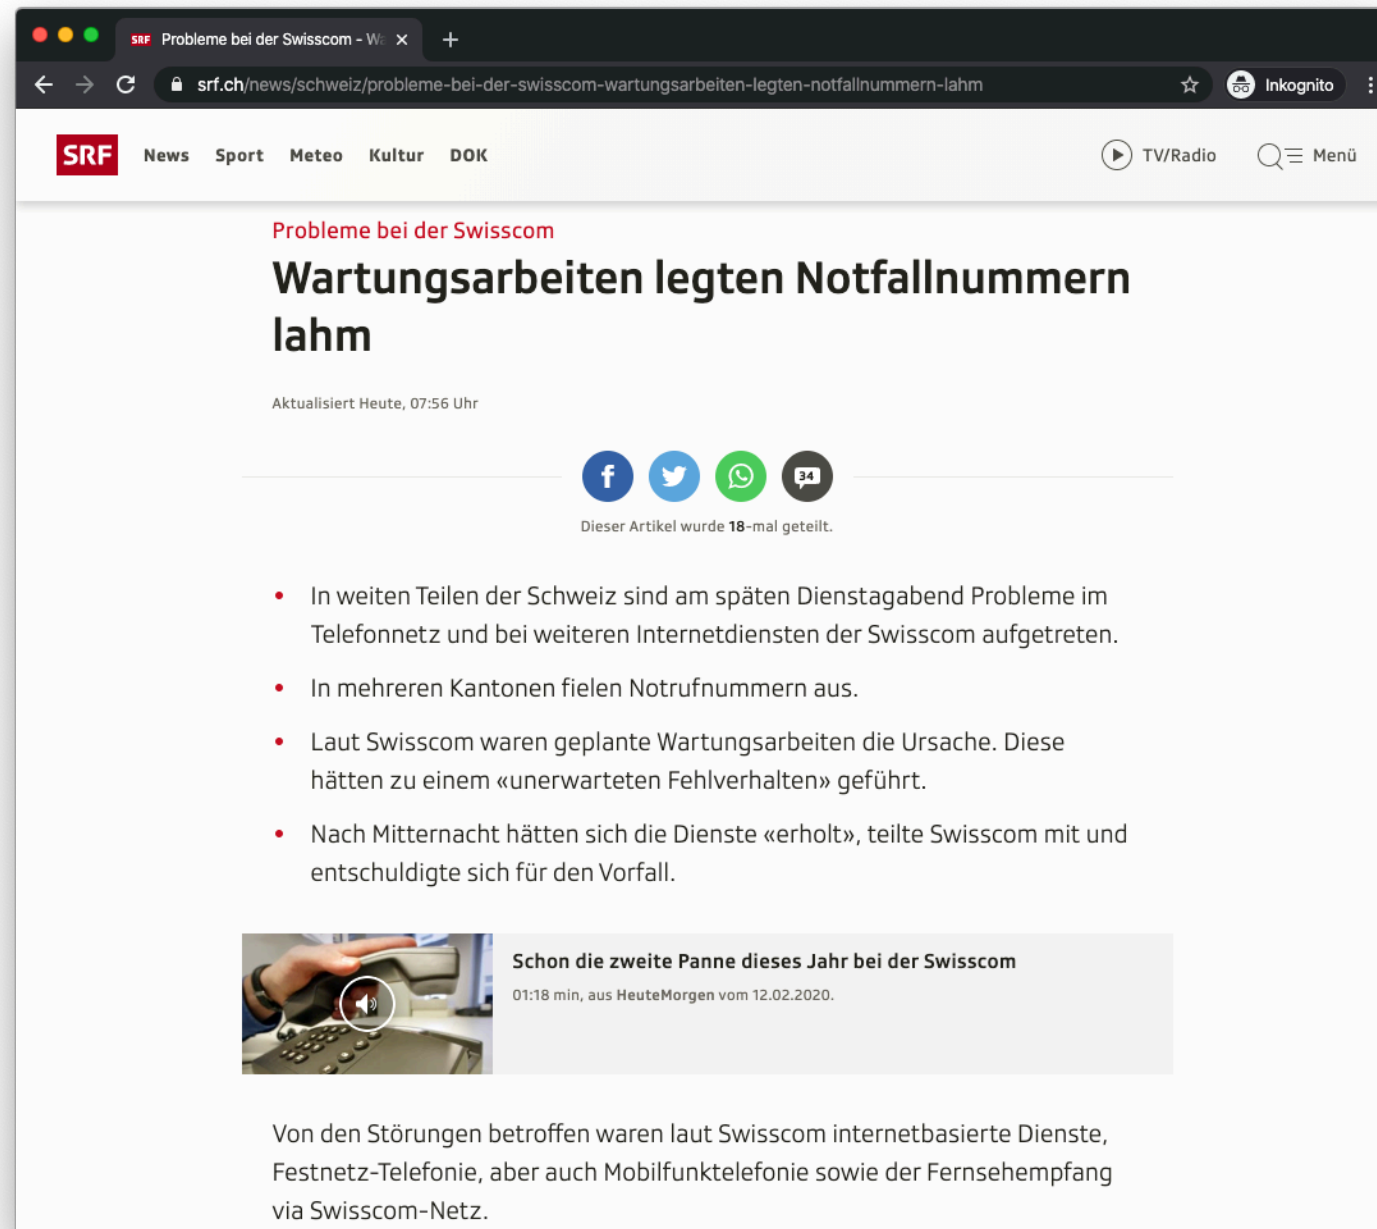 SRF Probleme bei der Swisscom - Wa
srf.ch/news/schweiz/probleme-bei-der-swisscom-wartungsarbeiten-legten-notfallnummern-lahm
Inkognito
SRF News Sport Meteo Kultur DOK TV/Radio Menü
Probleme bei der Swisscom
Wartungsarbeiten legten Notfallnummern
lahm
Aktualisiert Heute, 07:56 Uhr
f 34
Dieser Artikel wurde 18-mal geteilt.
• In weiten Teilen der Schweiz sind am späten Dienstagabend Probleme im
Telefonnetz und bei weiteren Internetdiensten der Swisscom aufgetreten.
• In mehreren Kantonen fielen Notrufnummern aus.
• Laut Swisscom waren geplante Wartungsarbeiten die Ursache. Diese
hätten zu einem «unerwarteten Fehlverhalten» geführt.
• Nach Mitternacht hätten sich die Dienste «erholt», teilte Swisscom mit und
entschuldigte sich für den Vorfall.
Schon die zweite Panne dieses Jahr bei der Swisscom
01:18 min, aus HeuteMorgen vom 12.02.2020.
Von den Störungen betroffen waren laut Swisscom internetbasierte Dienste,
Festnetz-Telefonie, aber auch Mobilfunktelefonie sowie der Fernsehempfang
via Swisscom-Netz.